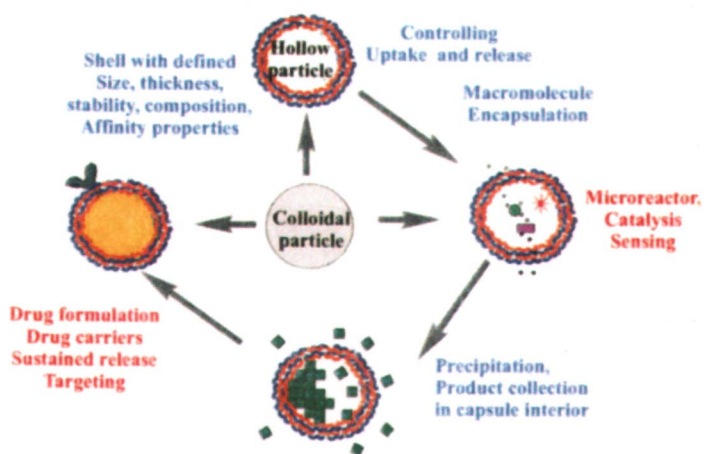 Hollow
particle
Controlling
Uptake and release
Shell with defined
Size, thickness,
stability, composition,
Affinity properties
Macromolecule
Encapsulation
Colloidal
particle
Microreactor,
Catalysis
Sensing
Drug formulation
Drug carriers
Sustained release
Targeting
Precipitation,
Product collection
in capsule interior